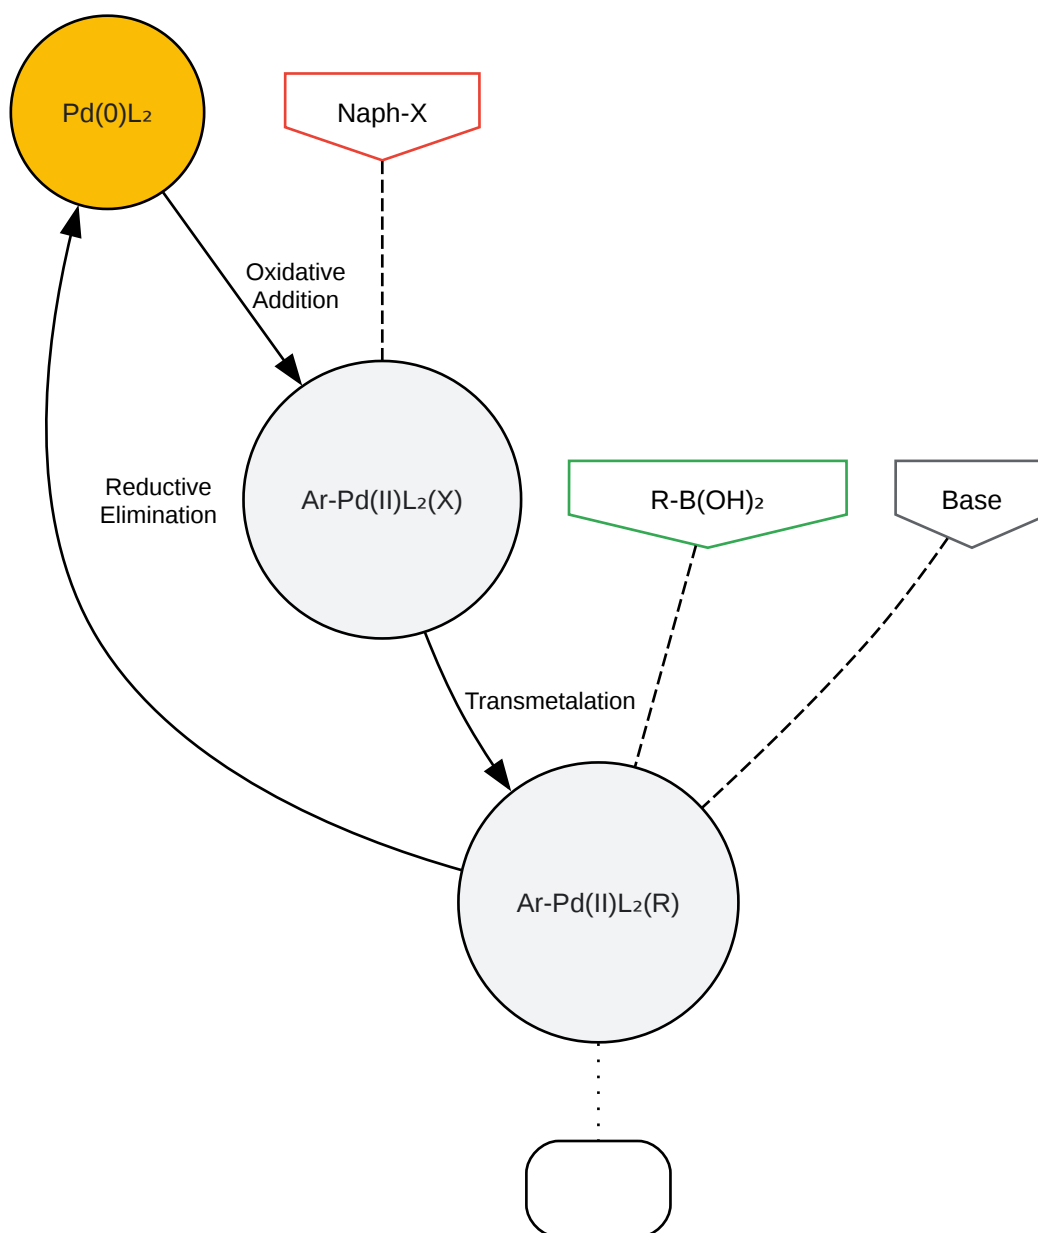 Pd(0)L₂
Naph-X
Oxidative
Addition
Reductive
Elimination
Ar-Pd(II)L₂(X)
R-B(OH)₂
Base
Transmetalation
Ar-Pd(II)L₂(R)